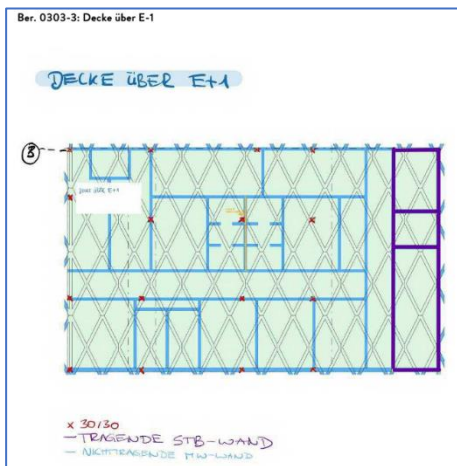 Ber. 0303-3: Decke über E-1
DECKE ÜBER E+1
B
× 30/30
— TRAGENDE STB-WAND
— NICHTTRAGENDE MW-WAND